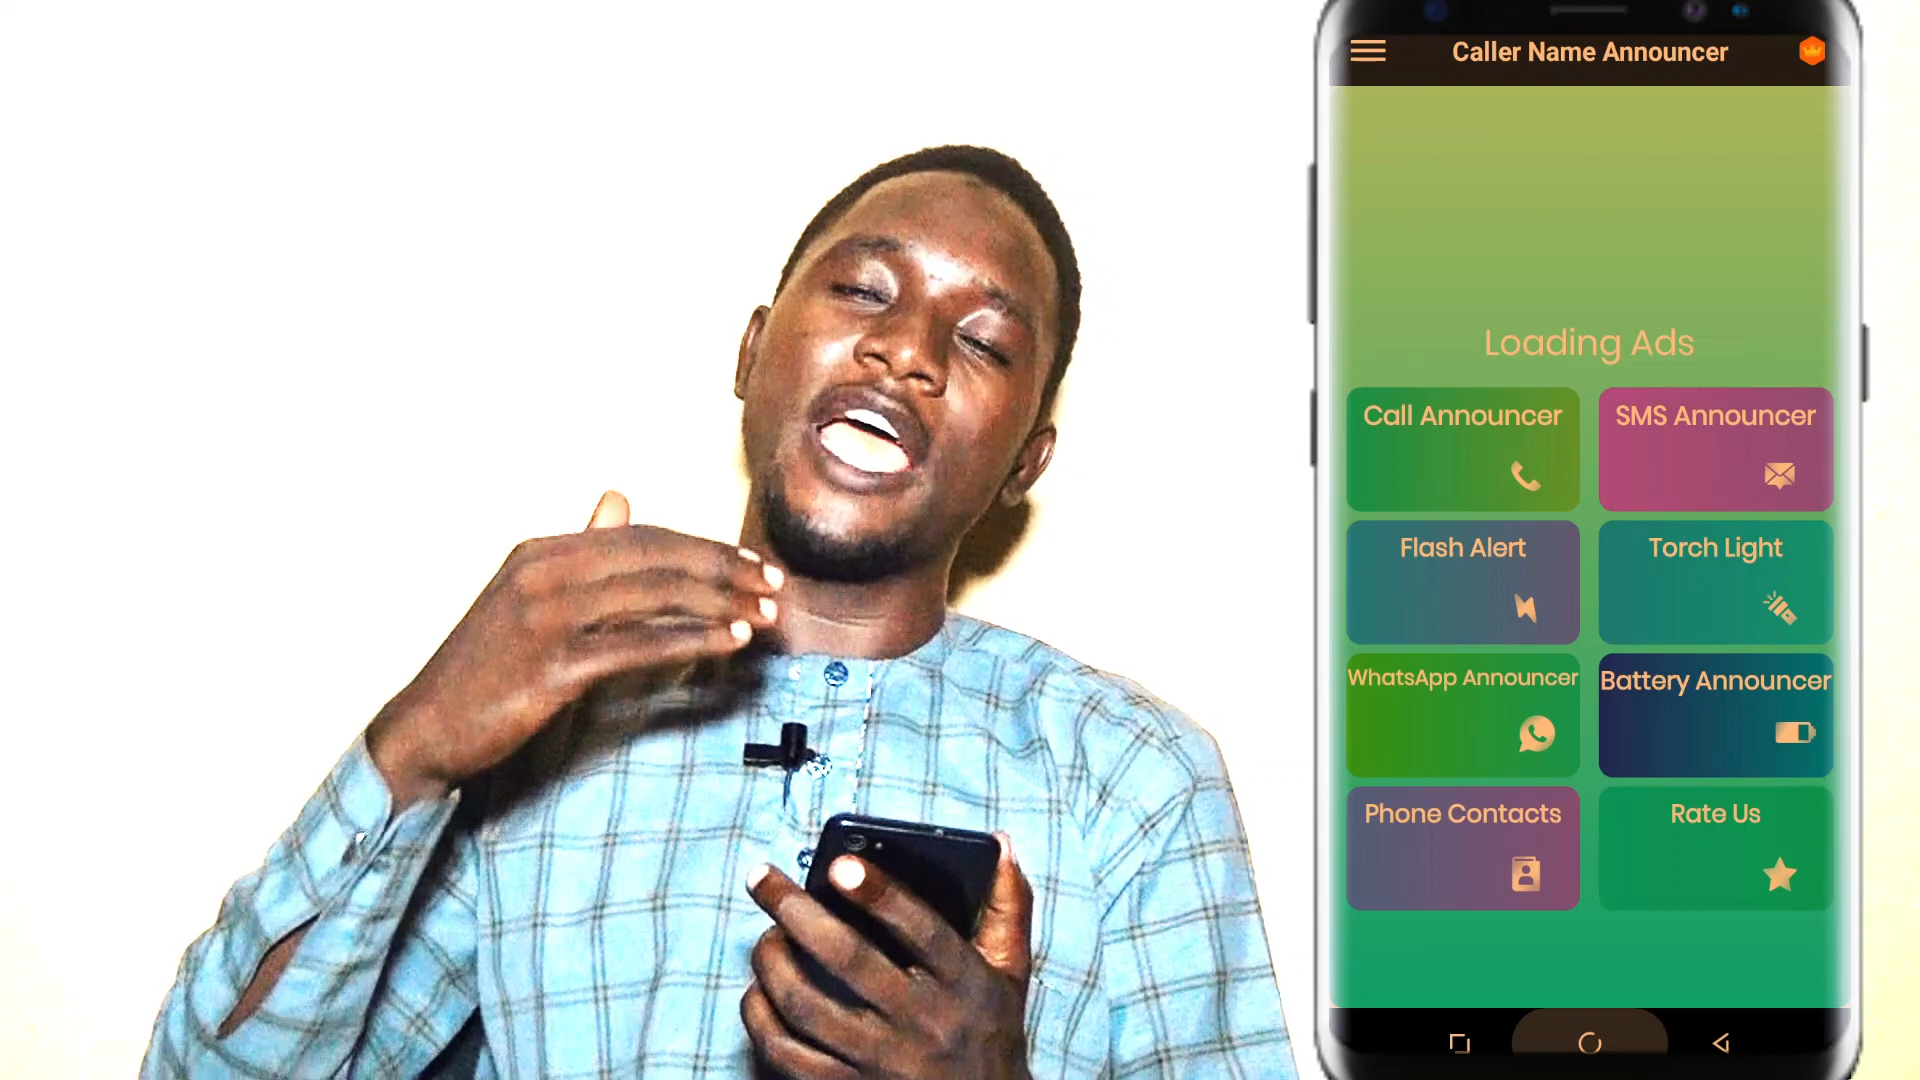 Caller Name Announcer
Loading Ads
Call Announcer
SMS Announcer
Flash Alert
Torch Light
WhatsApp Announcer
Battery Announcer
Phone Contacts
Rate Us